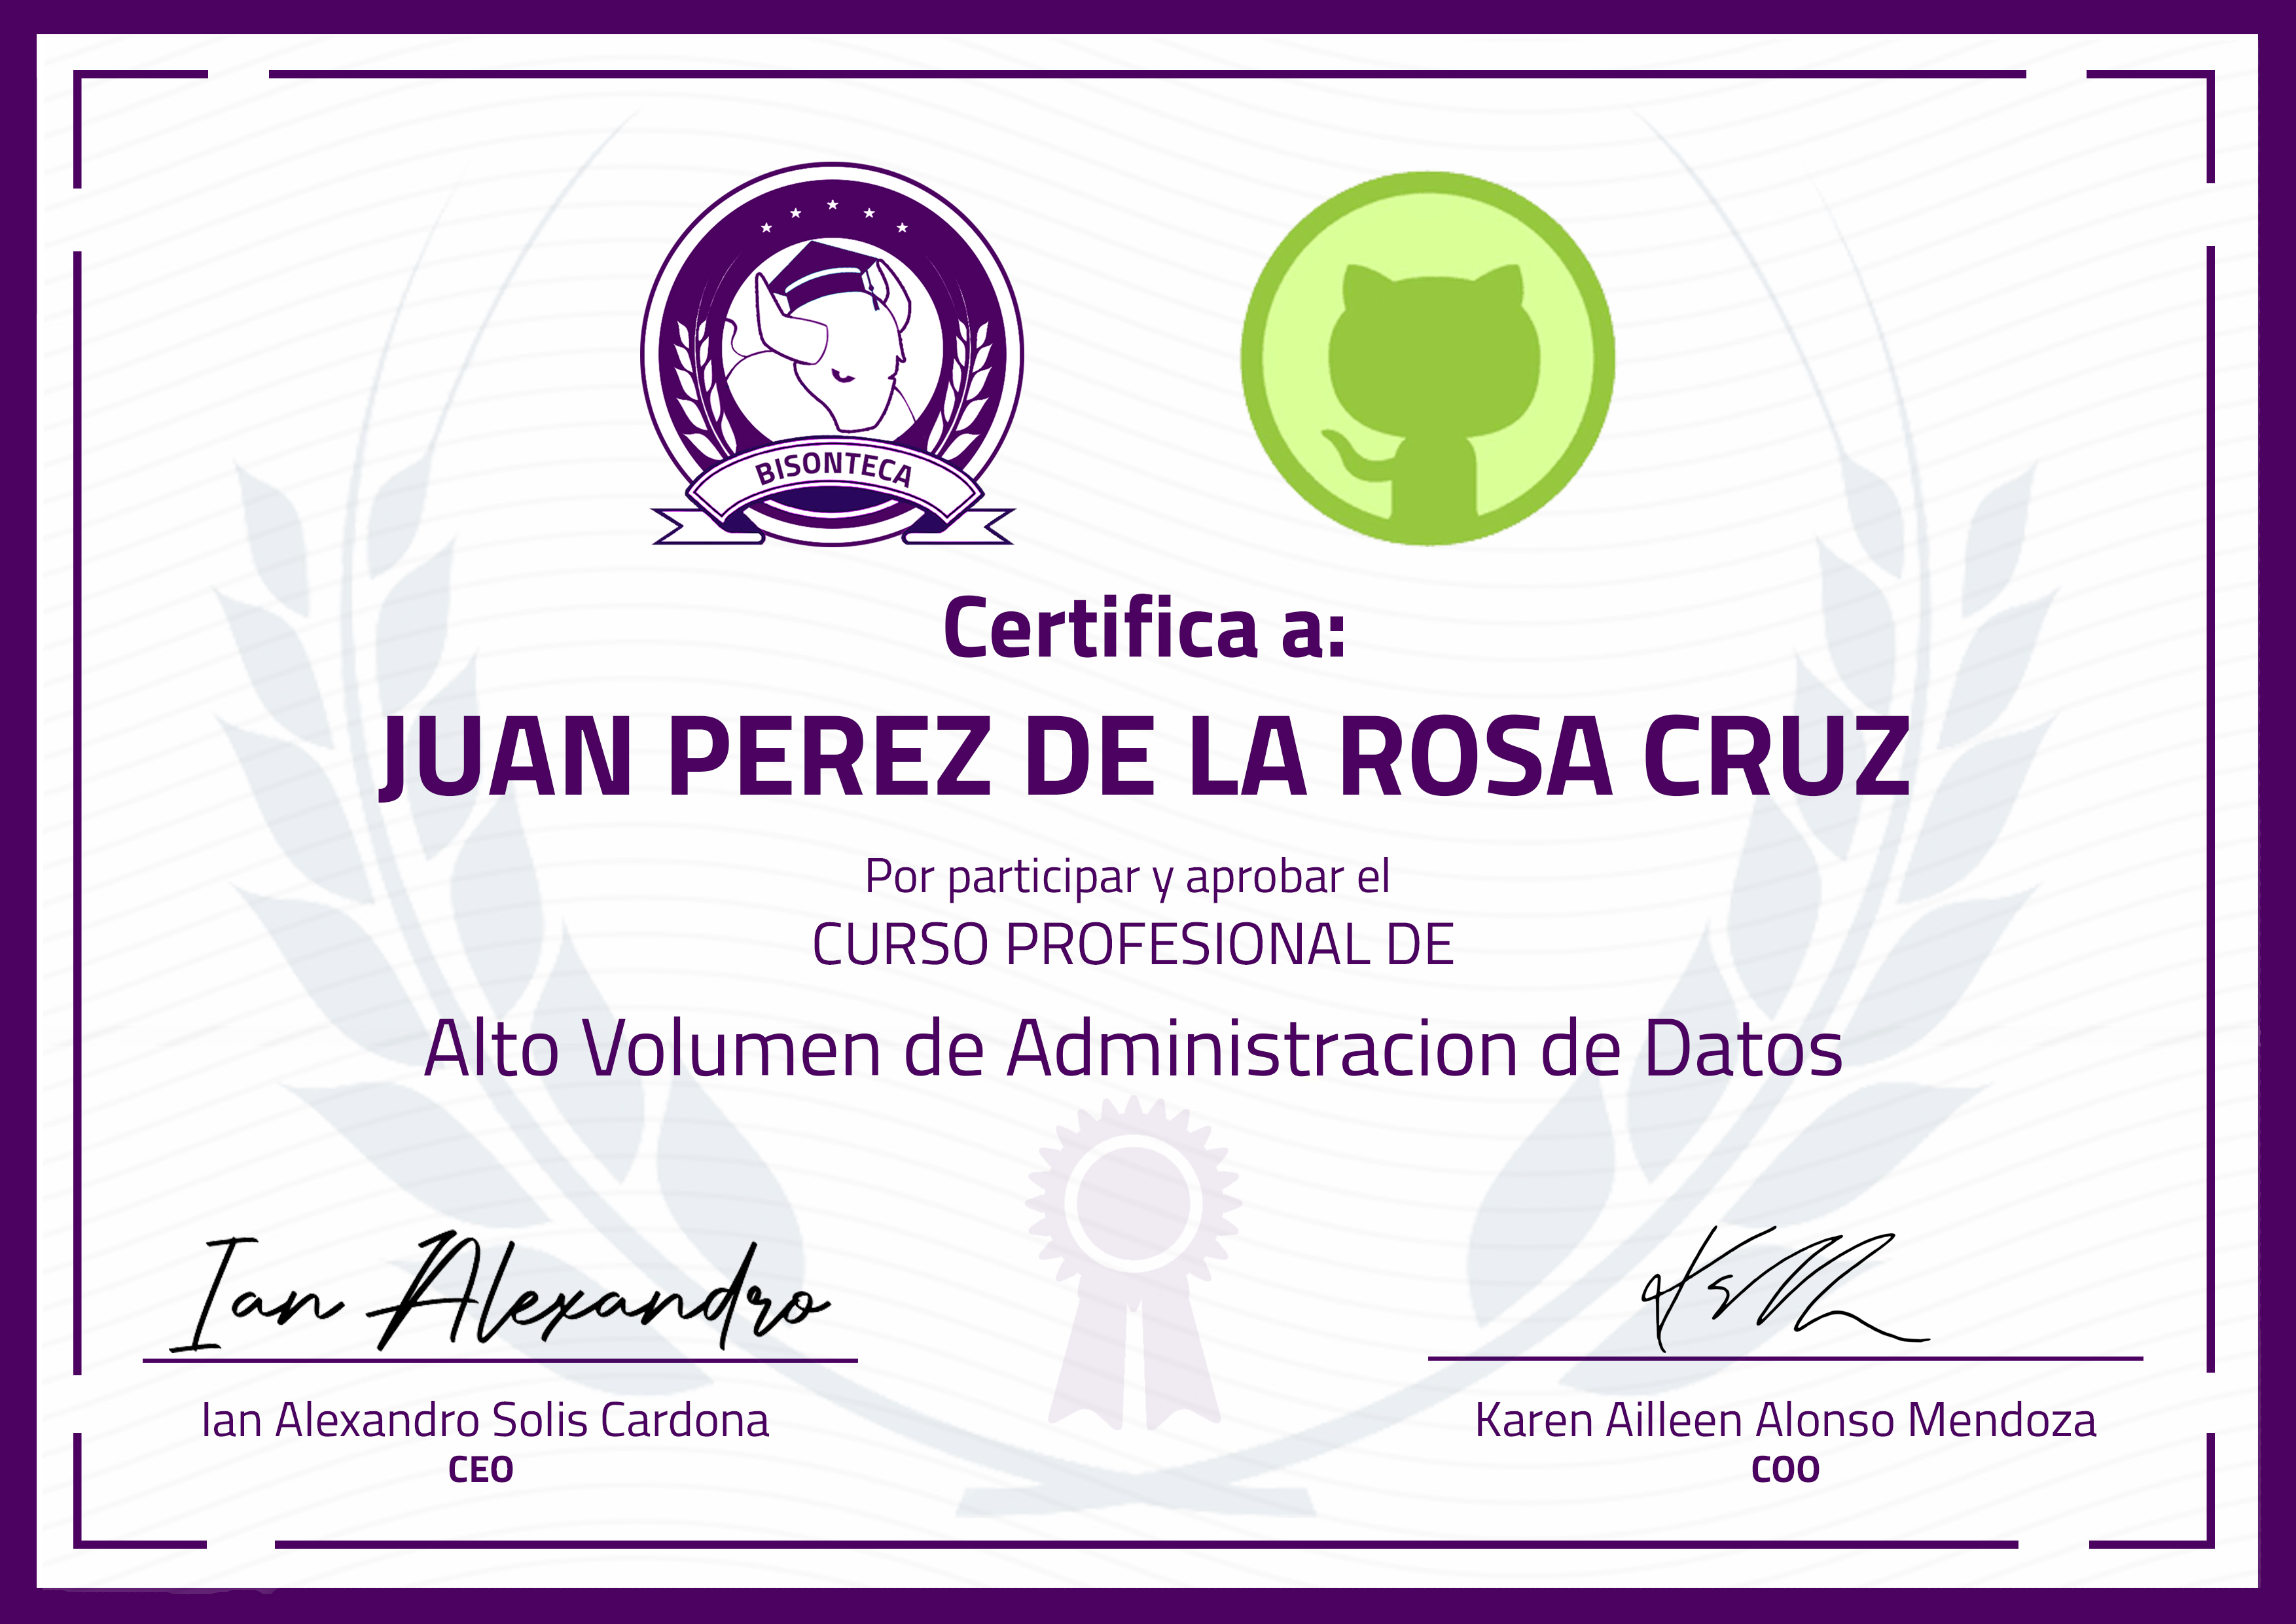 BISONTECA
Certifica a:
JUAN PEREZ DE LA ROSA CRUZ
Por participar y aprobar el
CURSO PROFESIONAL DE
Alto Volumen de Administracion de Datos
Ian Alexandro
Ian Alexandro Solis Cardona
CEO
Karen Ailleen Alonso Mendoza
COO